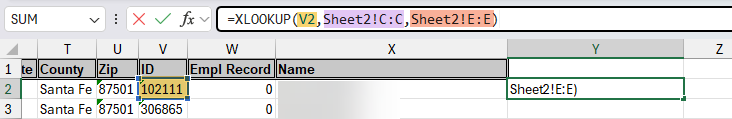 SUM fx =XLOOKUP(V2,Sheet2!C:C,Sheet2!E:E)
T U V W X Y Z
1 te County Zip ID Empl Record Name
2 Santa Fe 87501 102111 0 Sheet2!E:E)
3 Santa Fe 87501 306865 0